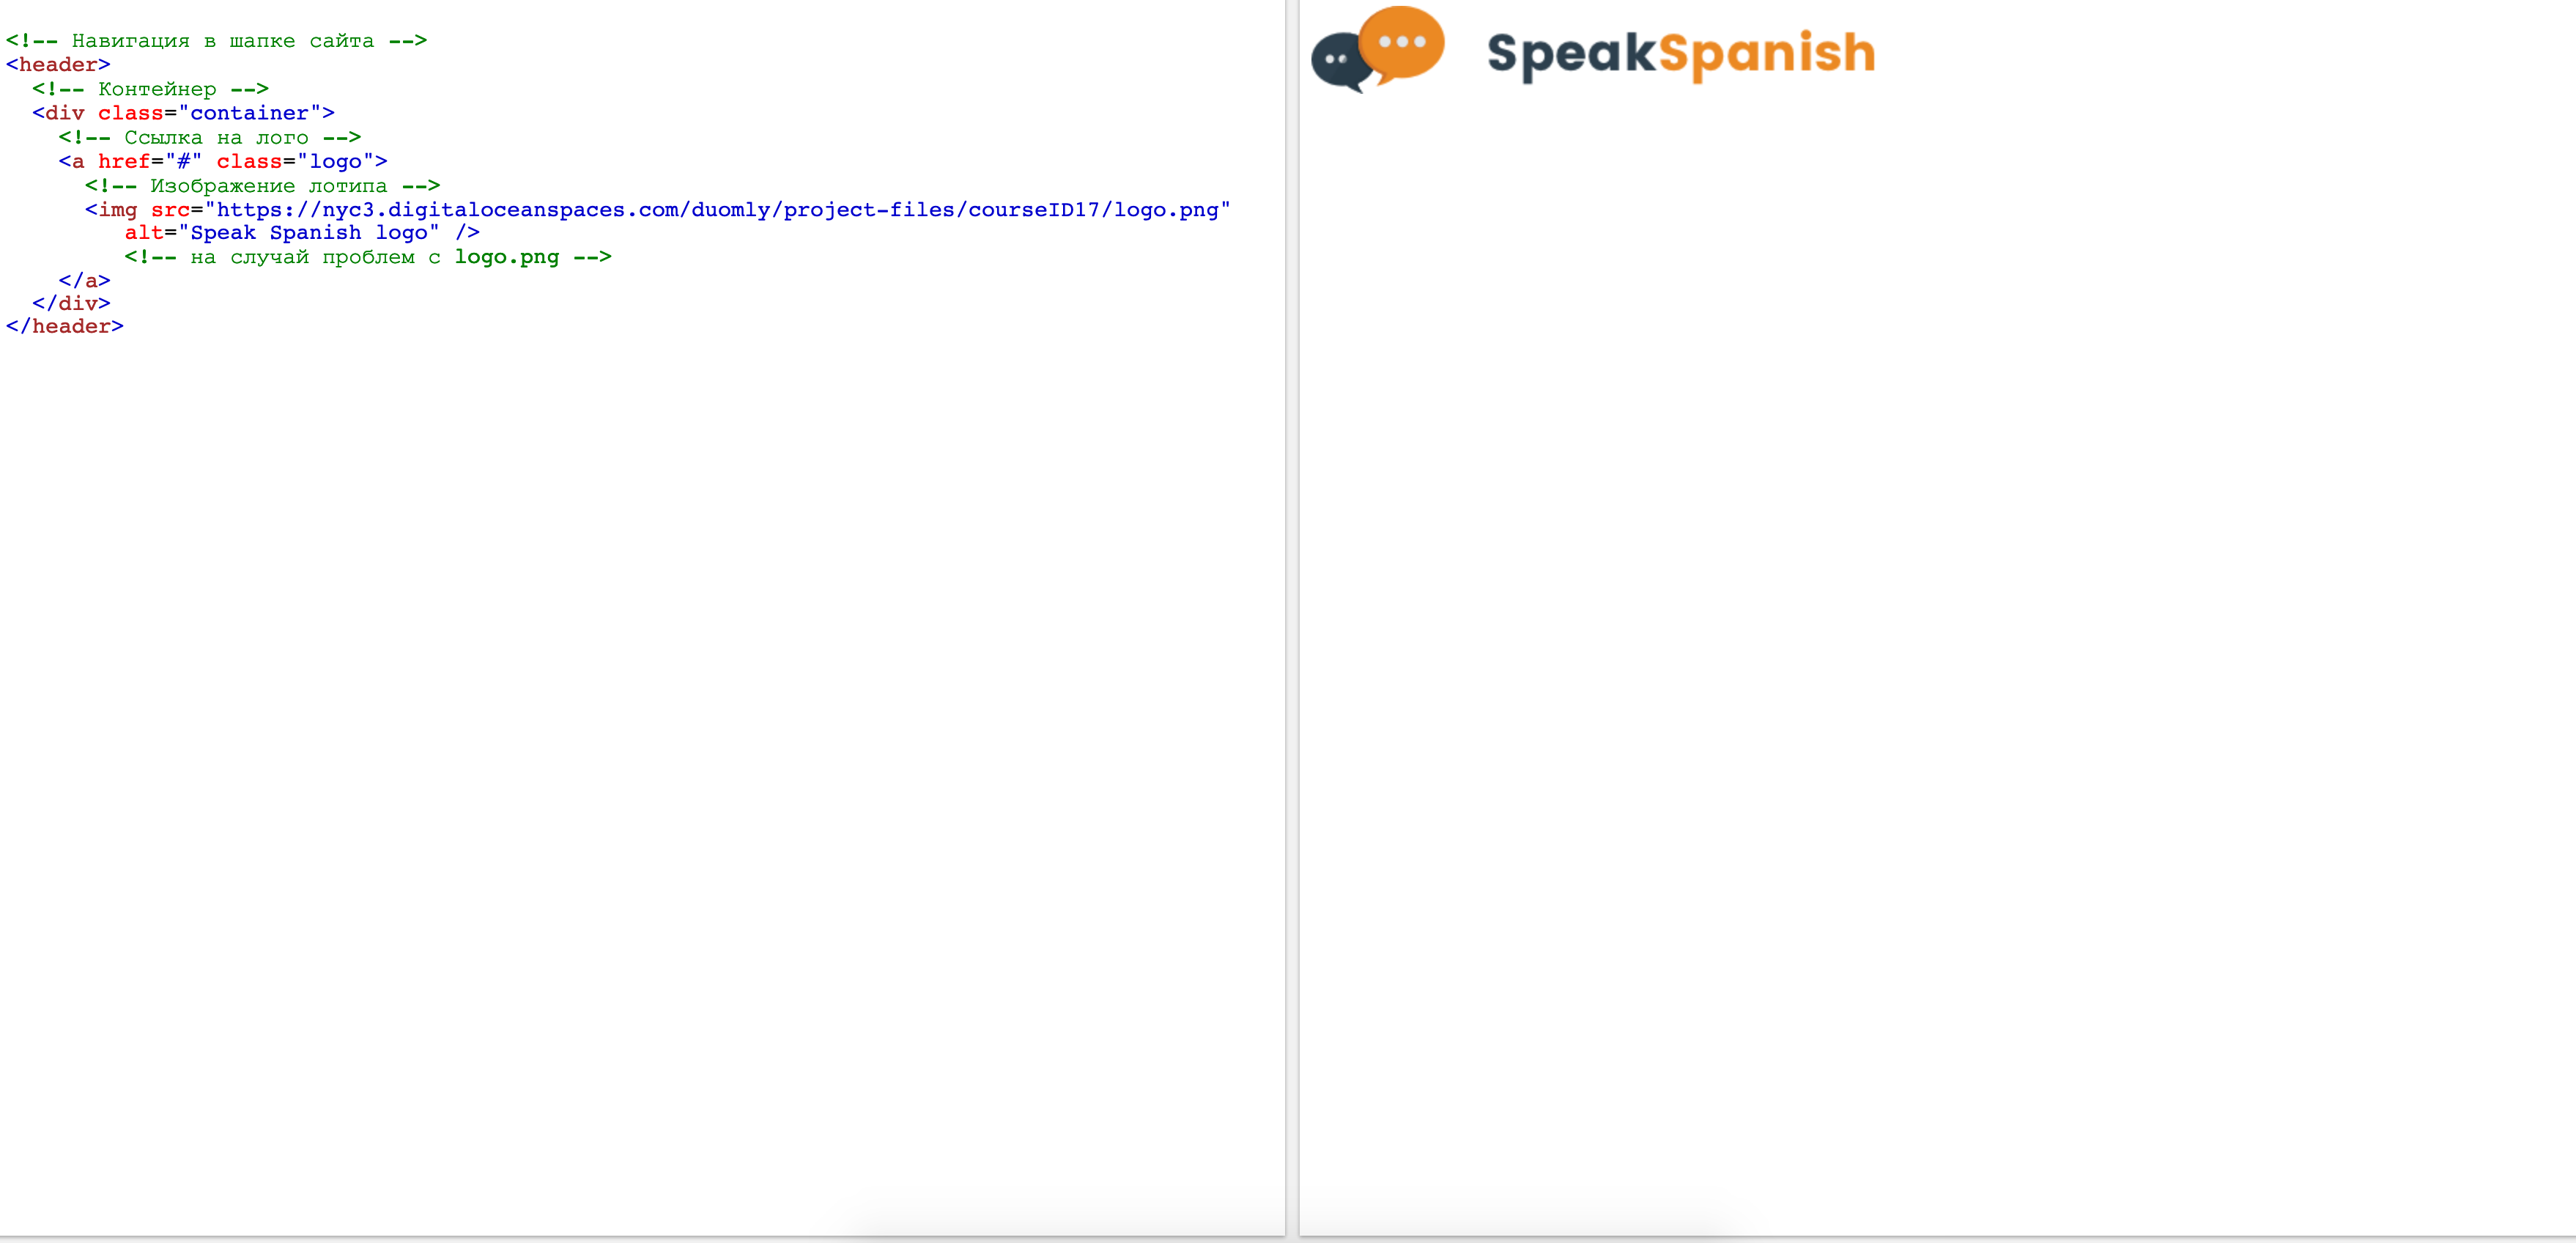 <!-- Навигация в шапке сайта -->
<header>
<!-- Контейнер -->
<div class="container">
<!-- Ссылка на лого -->
<a href="#" class="logo">
<!-- Изображение лотипа -->
<img src="https://nyc3.digitaloceanspaces.com/duomly/project-files/courseID17/logo.png"
alt="Speak Spanish logo" />
<!-- на случай проблем с logo.png -->
</a>
</div>
</header>
SpeakSpanish